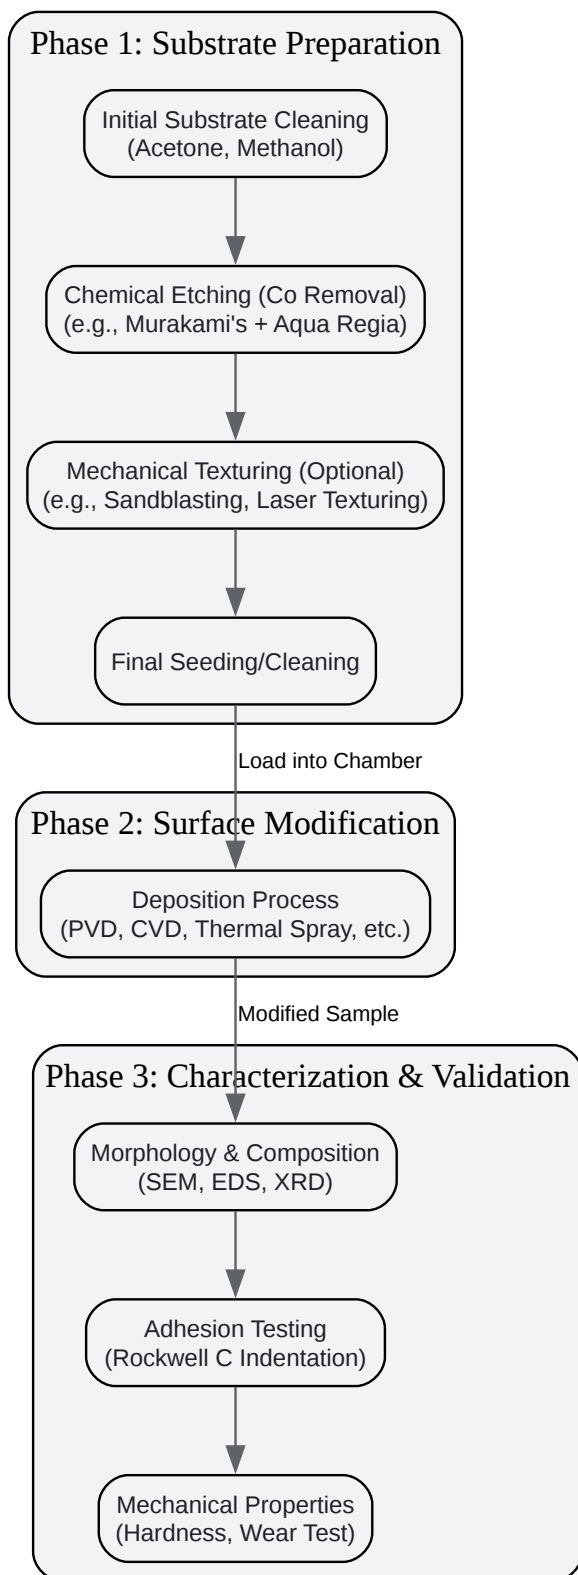 Phase 1: Substrate Preparation
Initial Substrate Cleaning
(Acetone, Methanol)
Chemical Etching (Co Removal)
(e.g., Murakami's + Aqua Regia)
Mechanical Texturing (Optional)
(e.g., Sandblasting, Laser Texturing)
Final Seeding/Cleaning
Load into Chamber
Phase 2: Surface Modification
Deposition Process
(PVD, CVD, Thermal Spray, etc.)
Modified Sample
Phase 3: Characterization & Validation
Morphology & Composition
(SEM, EDS, XRD)
Adhesion Testing
(Rockwell C Indentation)
Mechanical Properties
(Hardness, Wear Test)